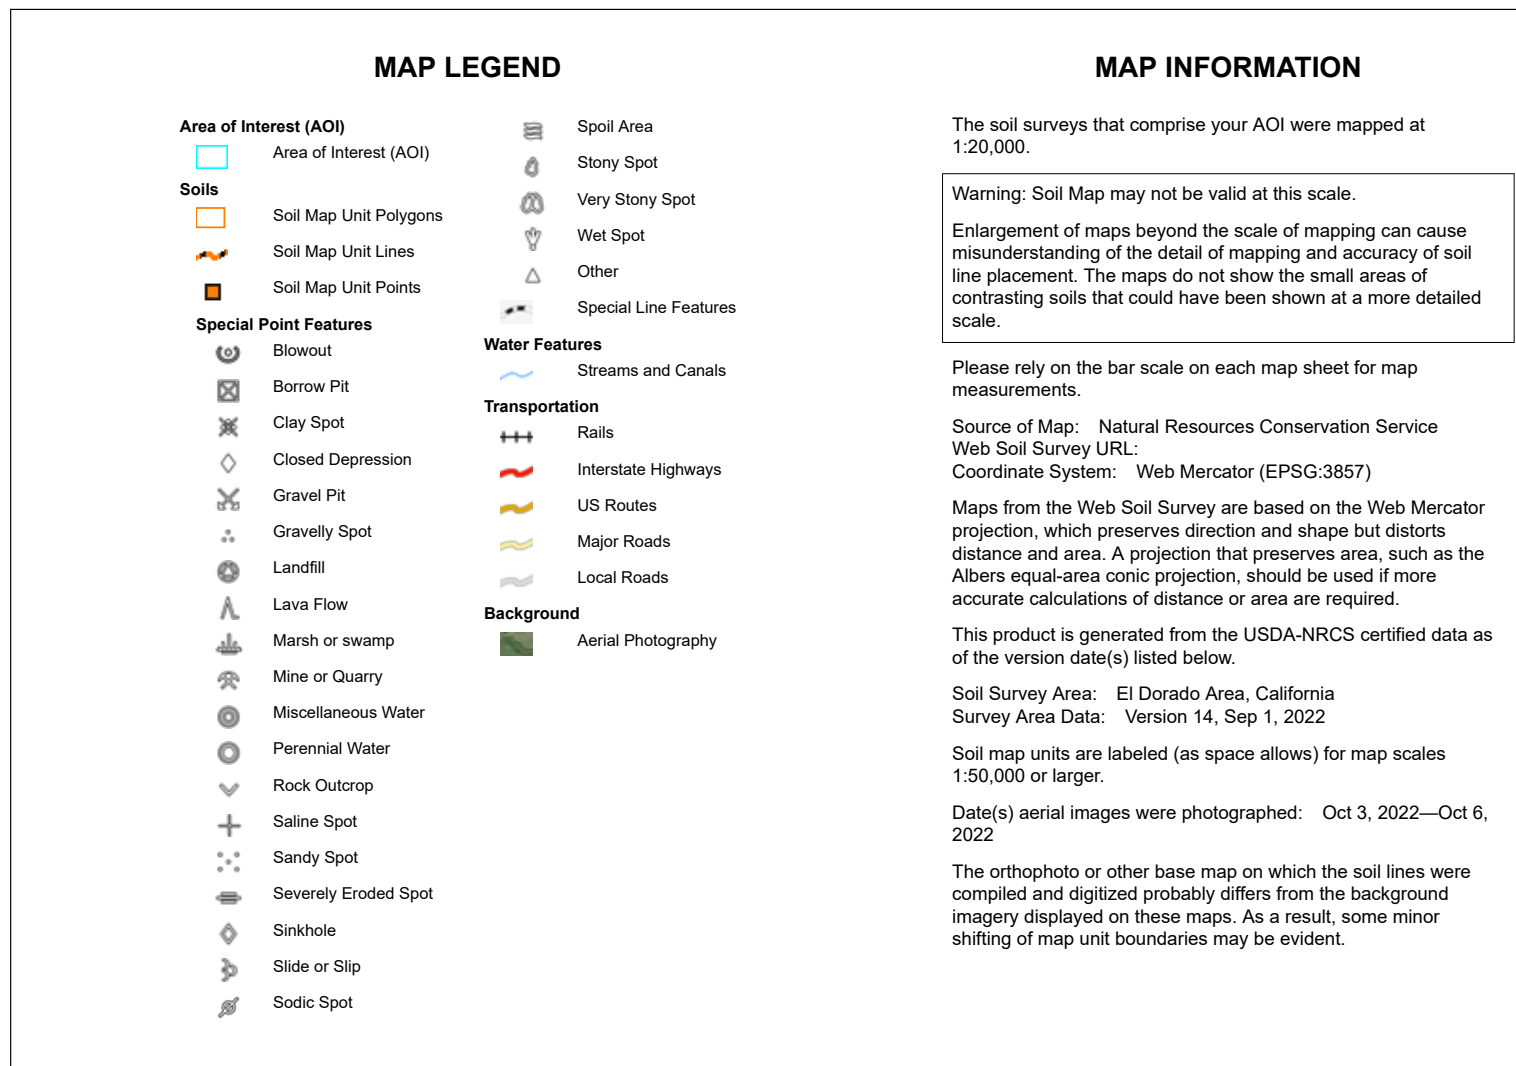 MAP LEGEND
Area of Interest (AOI)
Area of Interest (AOI)
Soils
Soil Map Unit Polygons
Soil Map Unit Lines
Soil Map Unit Points
Special Point Features
Blowout
Borrow Pit
Clay Spot
Closed Depression
Gravel Pit
Gravelly Spot
Landfill
Lava Flow
Marsh or swamp
Mine or Quarry
Miscellaneous Water
Perennial Water
Rock Outcrop
Saline Spot
Sandy Spot
Severely Eroded Spot
Sinkhole
Slide or Slip
Sodic Spot
Spoil Area
Stony Spot
Very Stony Spot
Wet Spot
Other
Special Line Features
Water Features
Streams and Canals
Transportation
Rails
Interstate Highways
US Routes
Major Roads
Local Roads
Background
Aerial Photography
MAP INFORMATION
The soil surveys that comprise your AOI were mapped at
1:20,000.
Warning: Soil Map may not be valid at this scale.
Enlargement of maps beyond the scale of mapping can cause
misunderstanding of the detail of mapping and accuracy of soil
line placement. The maps do not show the small areas of
contrasting soils that could have been shown at a more detailed
scale.
Please rely on the bar scale on each map sheet for map
measurements.
Source of Map: Natural Resources Conservation Service
Web Soil Survey URL:
Coordinate System: Web Mercator (EPSG:3857)
Maps from the Web Soil Survey are based on the Web Mercator
projection, which preserves direction and shape but distorts
distance and area. A projection that preserves area, such as the
Albers equal-area conic projection, should be used if more
accurate calculations of distance or area are required.
This product is generated from the USDA-NRCS certified data as
of the version date(s) listed below.
Soil Survey Area: El Dorado Area, California
Survey Area Data: Version 14, Sep 1, 2022
Soil map units are labeled (as space allows) for map scales
1:50,000 or larger.
Date(s) aerial images were photographed: Oct 3, 2022—Oct 6,
2022
The orthophoto or other base map on which the soil lines were
compiled and digitized probably differs from the background
imagery displayed on these maps. As a result, some minor
shifting of map unit boundaries may be evident.